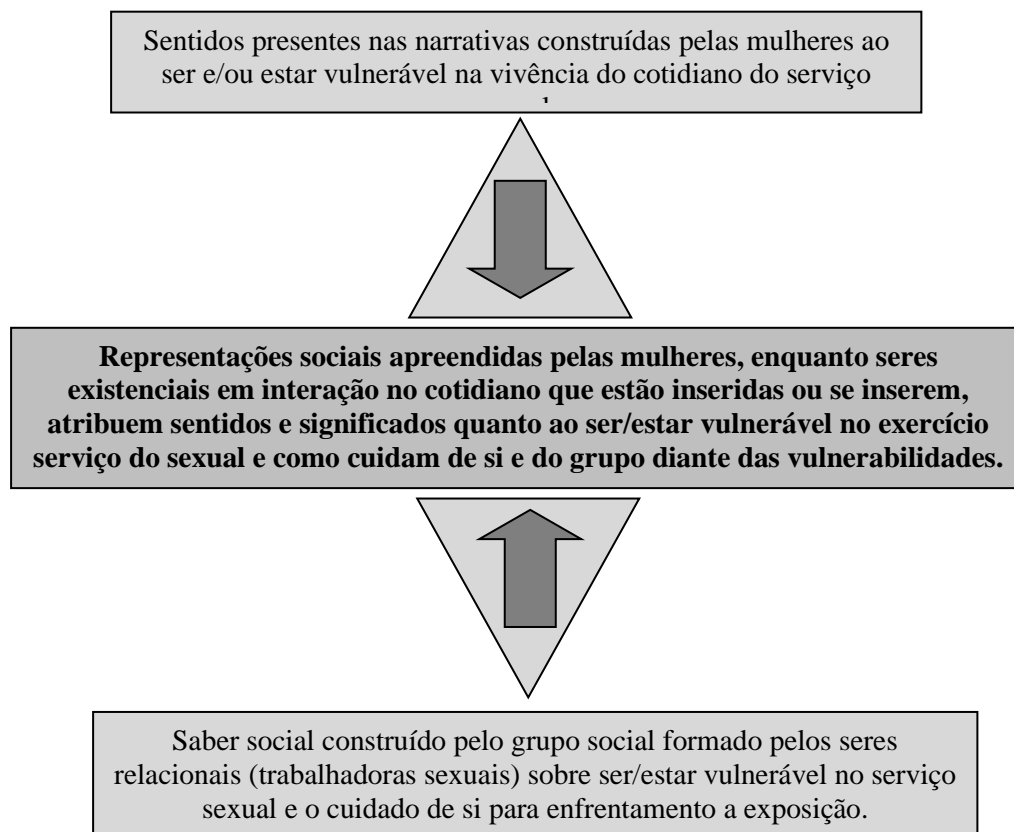 Sentidos presentes nas narrativas construídas pelas mulheres ao
ser e/ou estar vulnerável na vivência do cotidiano do serviço
Representações sociais apreendidas pelas mulheres, enquanto seres
existenciais em interação no cotidiano que estão inseridas ou se inserem,
atribuem sentidos e significados quanto ao ser/estar vulnerável no exercício
serviço do sexual e como cuidam de si e do grupo diante das vulnerabilidades.
Saber social construído pelo grupo social formado pelos seres
relacionais (trabalhadoras sexuais) sobre ser/estar vulnerável no serviço
sexual e o cuidado de si para enfrentamento a exposição.